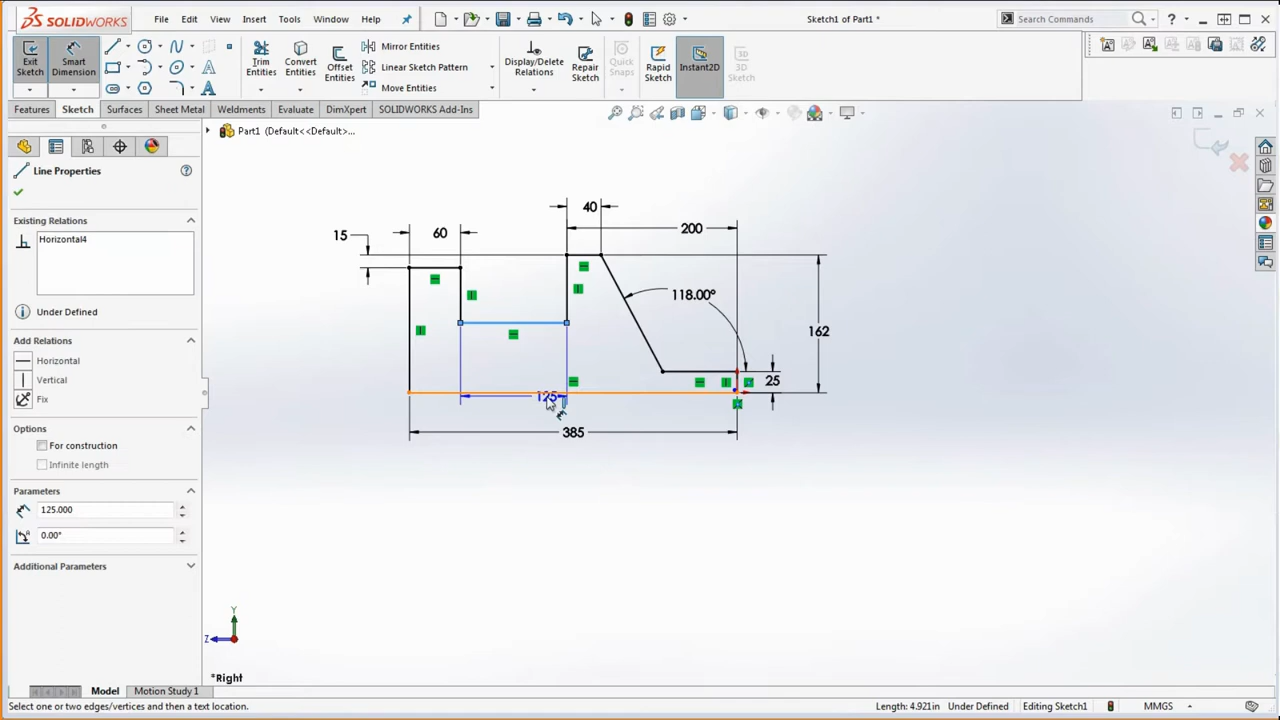 SOLIDWORKS
File Edit View Insert Tools Window Help
Sketch1 of Part1 *
Search Commands
Exit Sketch
Smart Dimension
Trim Entities
Convert Entities
Offset Entities
Mirror Entities
Linear Sketch Pattern
Move Entities
Display/Delete Relations
Repair Sketch
Quick Snaps
Rapid Sketch
Instant2D
3D Sketch
Features Sketch Surfaces Sheet Metal Weldments Evaluate DimXpert SOLIDWORKS Add-Ins
Part1 (Default<<Default>...
Line Properties
Existing Relations
Horizontal4
Under Defined
Add Relations
Horizontal
Vertical
Fix
Options
For construction
Infinite length
Parameters
125.000
0.00°
Additional Parameters
40
60
200
15
118.00°
162
25
125
385
Y
Z
*Right
Model Motion Study 1
Select one or two edges/vertices and then a text location.
Length: 4.921in Under Defined Editing Sketch1 MMGS